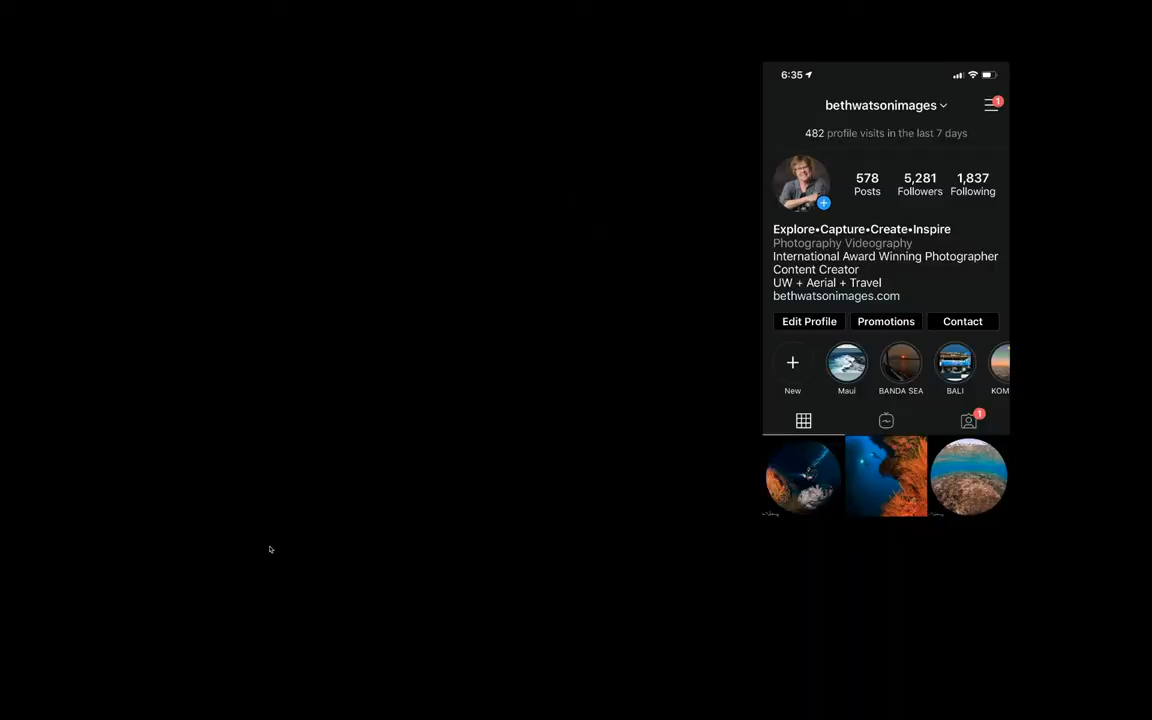 6:35
bethwatsonimages
1
482 profile visits in the last 7 days
578 5,281 1,837
Posts Followers Following
Explore•Capture•Create•Inspire
Photography Videography
International Award Winning Photographer
Content Creator
UW + Aerial + Travel
bethwatsonimages.com
Edit Profile Promotions Contact
New Maui BANDA SEA BALI KOM
1